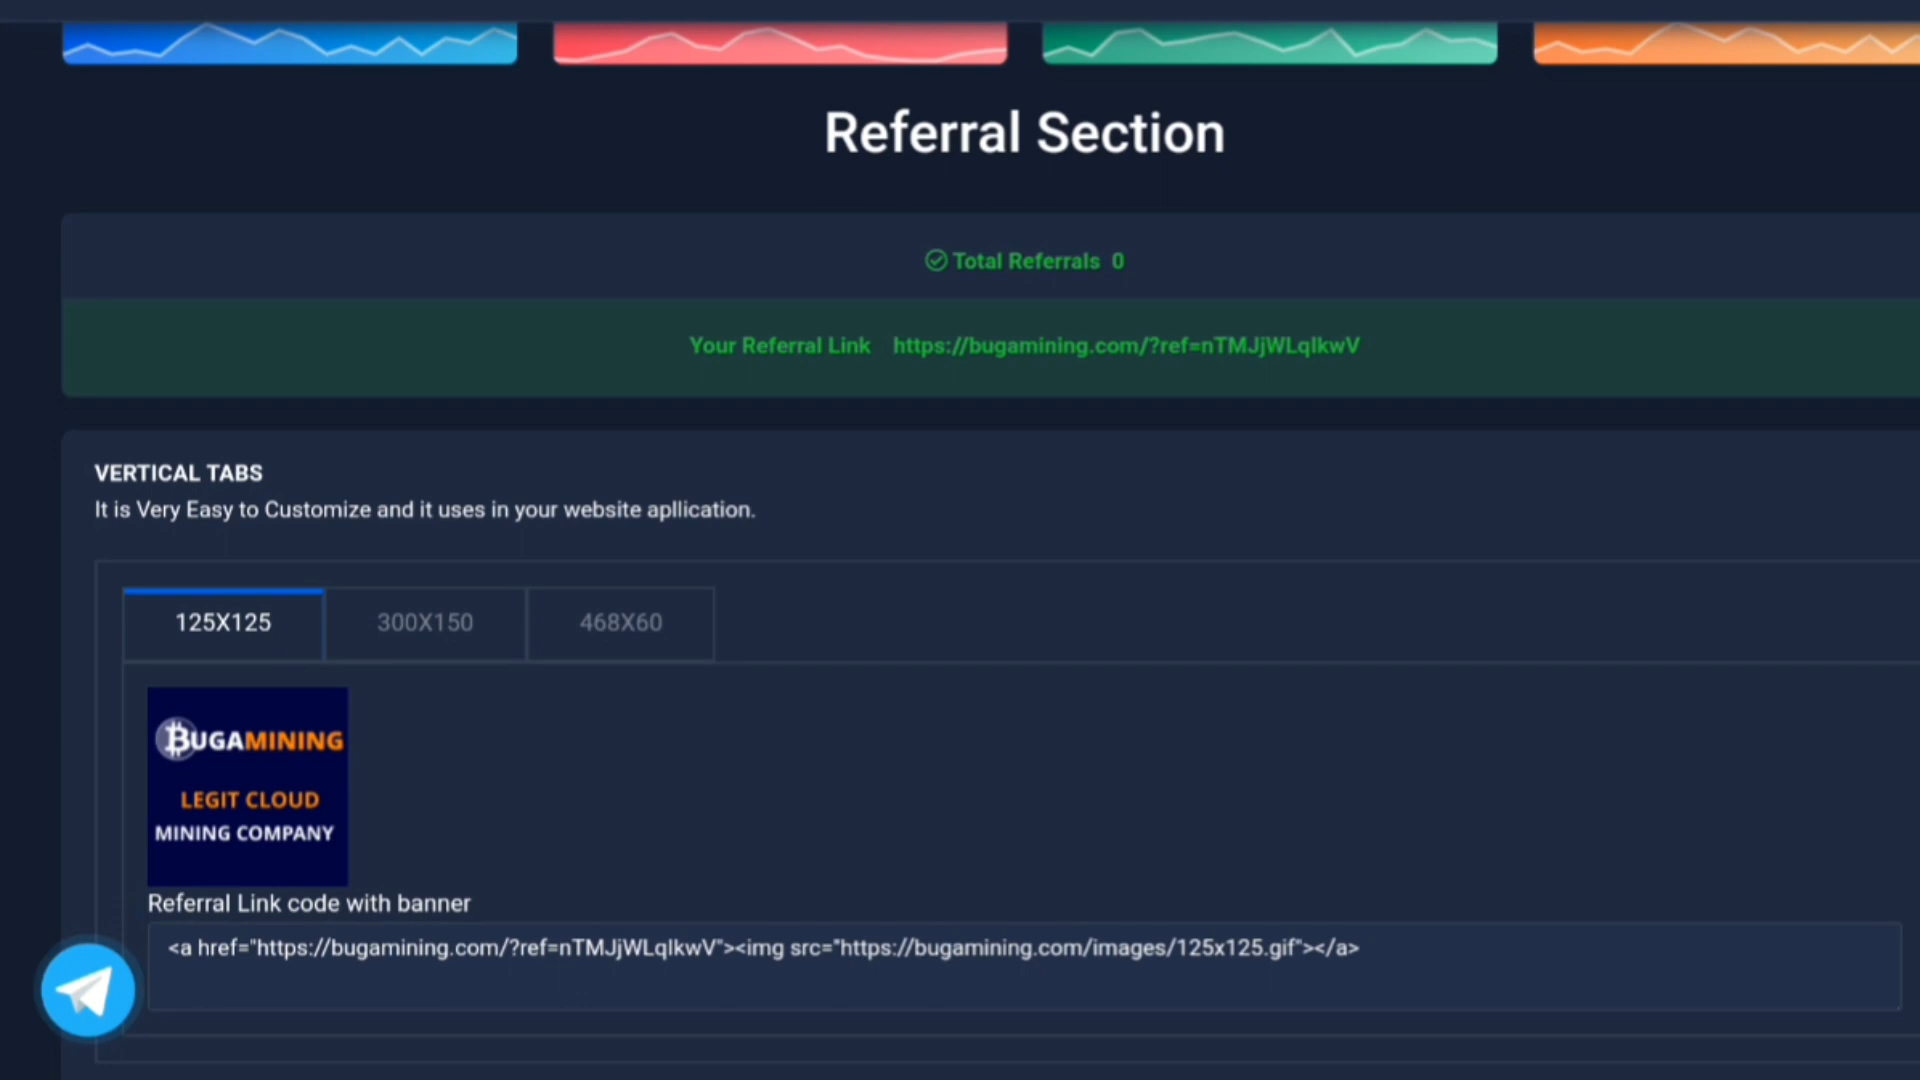 Referral Section
Total Referrals 0
Your Referral Link https://bugamining.com/?ref=nTMJjWLqlkwV
VERTICAL TABS
It is Very Easy to Customize and it uses in your website apllication.
125X125 300X150 468X60
BUGAMINING
LEGIT CLOUD
MINING COMPANY
Referral Link code with banner
<a href="https://bugamining.com/?ref=nTMJjWLqlkwV"><img src="https://bugamining.com/images/125x125.gif"></a>